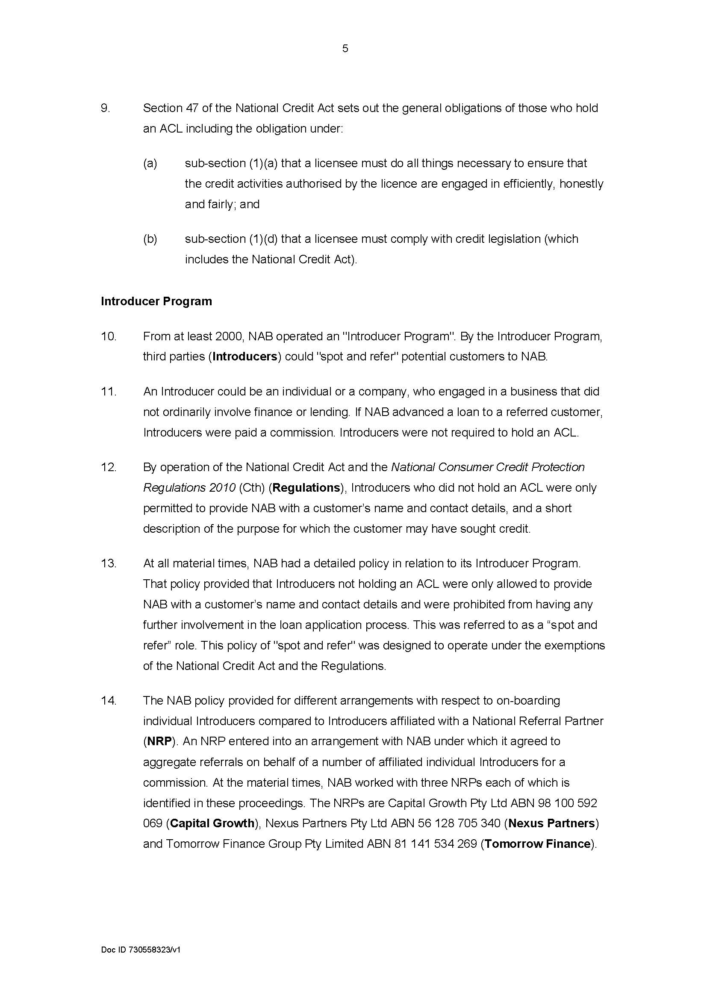 5
9. Section 47 of the National Credit Act sets out the general obligations of those who hold
an ACL including the obligation under:
(a) sub-section (1)(a) that a licensee must do all things necessary to ensure that
the credit activities authorised by the licence are engaged in efficiently, honestly
and fairly; and
(b) sub-section (1)(d) that a licensee must comply with credit legislation (which
includes the National Credit Act).
Introducer Program
10. From at least 2000, NAB operated an "Introducer Program". By the Introducer Program,
third parties (Introducers) could "spot and refer" potential customers to NAB.
11. An Introducer could be an individual or a company, who engaged in a business that did
not ordinarily involve finance or lending. If NAB advanced a loan to a referred customer,
Introducers were paid a commission. Introducers were not required to hold an ACL.
12. By operation of the National Credit Act and the National Consumer Credit Protection
Regulations 2010 (Cth) (Regulations), Introducers who did not hold an ACL were only
permitted to provide NAB with a customer’s name and contact details, and a short
description of the purpose for which the customer may have sought credit.
13. At all material times, NAB had a detailed policy in relation to its Introducer Program.
That policy provided that Introducers not holding an ACL were only allowed to provide
NAB with a customer’s name and contact details and were prohibited from having any
further involvement in the loan application process. This was referred to as a “spot and
refer” role. This policy of "spot and refer" was designed to operate under the exemptions
of the National Credit Act and the Regulations.
14. The NAB policy provided for different arrangements with respect to on-boarding
individual Introducers compared to Introducers affiliated with a National Referral Partner
(NRP). An NRP entered into an arrangement with NAB under which it agreed to
aggregate referrals on behalf of a number of affiliated individual Introducers for a
commission. At the material times, NAB worked with three NRPs each of which is
identified in these proceedings. The NRPs are Capital Growth Pty Ltd ABN 98 100 592
069 (Capital Growth), Nexus Partners Pty Ltd ABN 56 128 705 340 (Nexus Partners)
and Tomorrow Finance Group Pty Limited ABN 81 141 534 269 (Tomorrow Finance).
Doc ID 730558323/v1